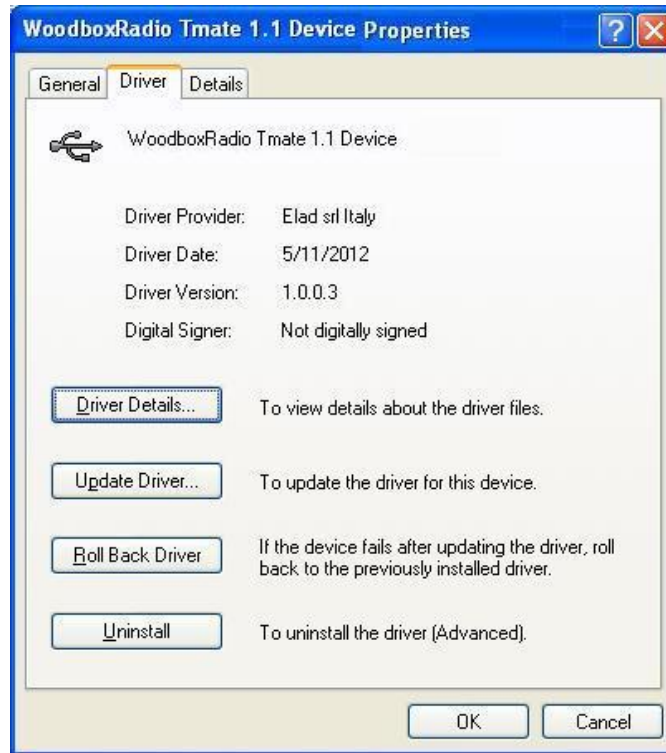 WoodboxRadio Tmate 1.1 Device Properties
General Driver Details
WoodboxRadio Tmate 1.1 Device
Driver Provider: Elad srl Italy
Driver Date: 5/11/2012
Driver Version: 1.0.0.3
Digital Signer: Not digitally signed
Driver Details... To view details about the driver files.
Update Driver... To update the driver for this device.
Roll Back Driver If the device fails after updating the driver, roll
back to the previously installed driver.
Uninstall To uninstall the driver (Advanced).
OK Cancel